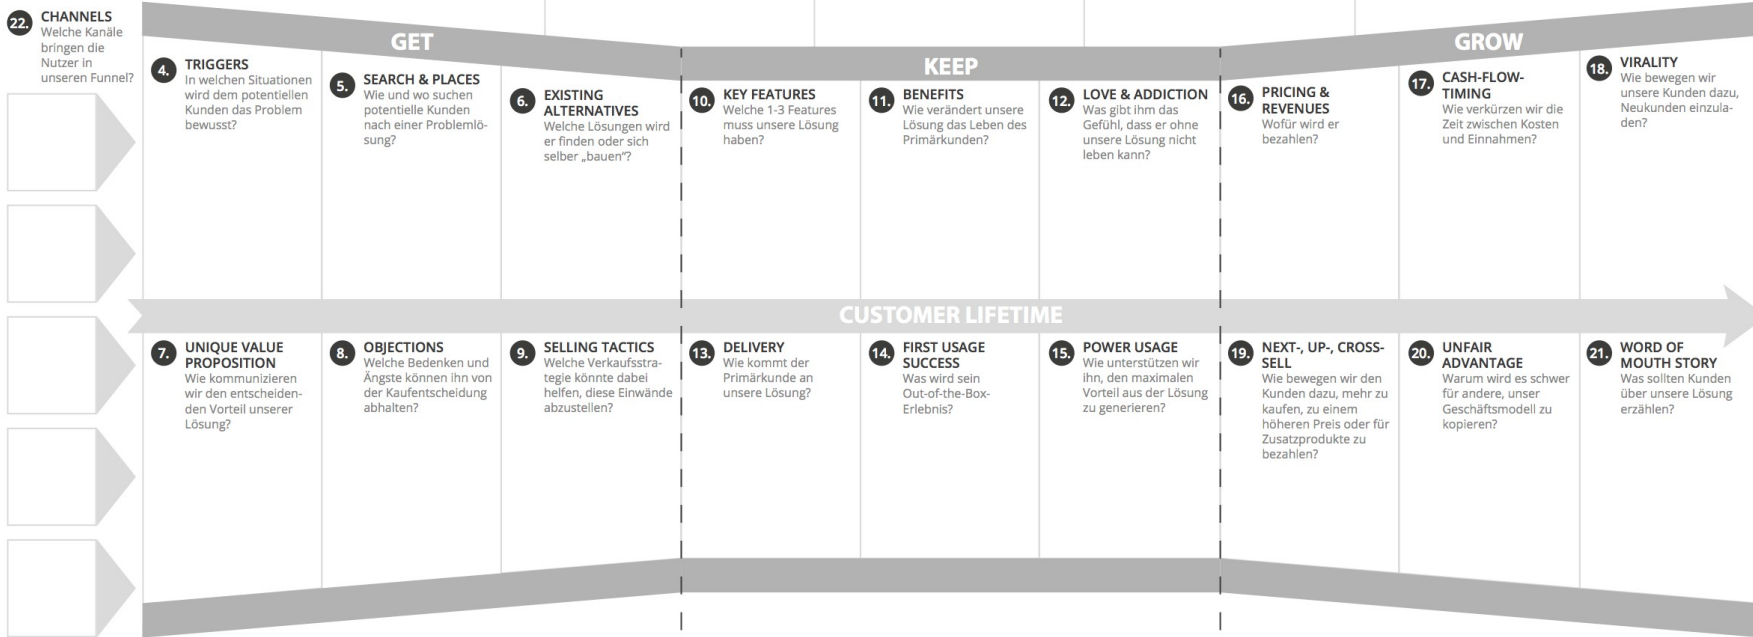 22. CHANNELS
Welche Kanäle
bringen die
Nutzer in
unseren Funnel?
GET
4. TRIGGERS
In welchen Situationen
wird dem potentiellen
Kunden das Problem
bewusst?
5. SEARCH & PLACES
Wie und wo suchen
potentielle Kunden
nach einer Problemlö-
sung?
6. EXISTING
ALTERNATIVES
Welche Lösungen wird
er finden oder sich
selber „bauen“?
KEEP
10. KEY FEATURES
Welche 1-3 Features
muss unsere Lösung
haben?
11. BENEFITS
Wie verändert unsere
Lösung das Leben des
Primärkunden?
12. LOVE & ADDICTION
Was gibt ihm das
Gefühl, dass er ohne
unsere Lösung nicht
leben kann?
GROW
16. PRICING &
REVENUES
Wofür wird er
bezahlen?
17. CASH-FLOW-
TIMING
Wie verkürzen wir die
Zeit zwischen Kosten
und Einnahmen?
18. VIRALITY
Wie bewegen wir
unsere Kunden dazu,
Neukunden einzula-
den?
CUSTOMER LIFETIME
7. UNIQUE VALUE
PROPOSITION
Wie kommunizieren
wir den entscheiden-
den Vorteil unserer
Lösung?
8. OBJECTIONS
Welche Bedenken und
Ängste können ihn von
der Kaufentscheidung
abhalten?
9. SELLING TACTICS
Welche Verkaufsstra-
tegie könnte dabei
helfen, diese Einwände
abzustellen?
13. DELIVERY
Wie kommt der
Primärkunde an
unsere Lösung?
14. FIRST USAGE
SUCCESS
Was wird sein
Out-of-the-Box-
Erlebnis?
15. POWER USAGE
Wie unterstützen wir
ihn, den maximalen
Vorteil aus der Lösung
zu generieren?
19. NEXT-, UP-, CROSS-
SELL
Wie bewegen wir den
Kunden dazu, mehr zu
kaufen, zu einem
höheren Preis oder für
Zusatzprodukte zu
bezahlen?
20. UNFAIR
ADVANTAGE
Warum wird es schwer
für andere, unser
Geschäftsmodell zu
kopieren?
21. WORD OF
MOUTH STORY
Was sollten Kunden
über unsere Lösung
erzählen?